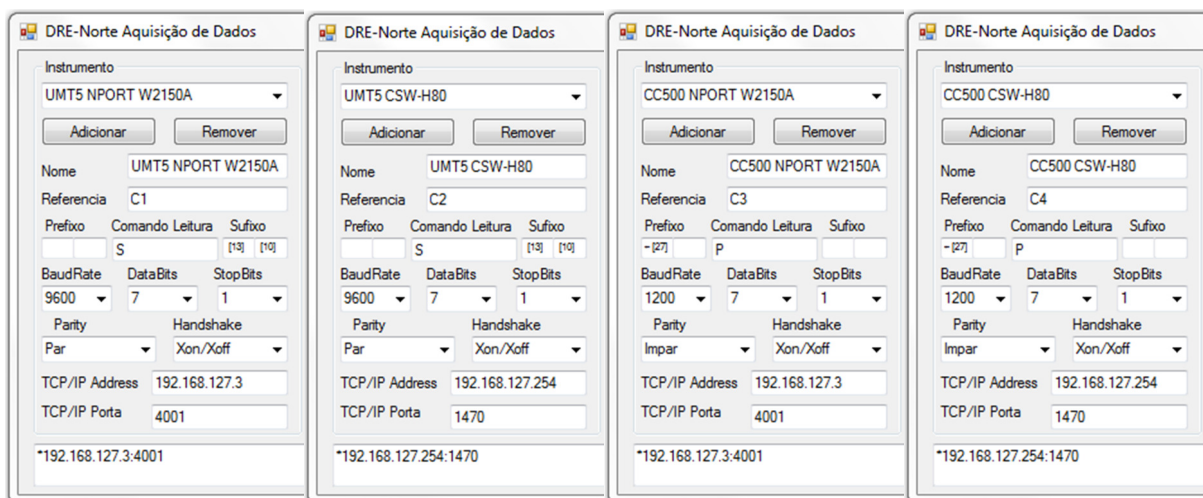 DRE-Norte Aquisição de Dados
Instrumento
UMT5 NPORT W2150A
Adicionar Remover
Nome UMT5 NPORT W2150A
Referencia C1
Prefixo Comando Leitura Sufixo
S [13] [10]
BaudRate DataBits StopBits
9600 7 1
Parity Handshake
Par Xon/Xoff
TCP/IP Address 192.168.127.3
TCP/IP Porta 4001
*192.168.127.3:4001
DRE-Norte Aquisição de Dados
Instrumento
UMT5 CSW-H80
Adicionar Remover
Nome UMT5 CSW-H80
Referencia C2
Prefixo Comando Leitura Sufixo
S [13] [10]
BaudRate DataBits StopBits
9600 7 1
Parity Handshake
Par Xon/Xoff
TCP/IP Address 192.168.127.254
TCP/IP Porta 1470
*192.168.127.254:1470
DRE-Norte Aquisição de Dados
Instrumento
CC500 NPORT W2150A
Adicionar Remover
Nome CC500 NPORT W2150A
Referencia C3
Prefixo Comando Leitura Sufixo
-[27] P
BaudRate DataBits StopBits
1200 7 1
Parity Handshake
Impar Xon/Xoff
TCP/IP Address 192.168.127.3
TCP/IP Porta 4001
*192.168.127.3:4001
DRE-Norte Aquisição de Dados
Instrumento
CC500 CSW-H80
Adicionar Remover
Nome CC500 CSW-H80
Referencia C4
Prefixo Comando Leitura Sufixo
-[27] P
BaudRate DataBits StopBits
1200 7 1
Parity Handshake
Impar Xon/Xoff
TCP/IP Address 192.168.127.254
TCP/IP Porta 1470
*192.168.127.254:1470